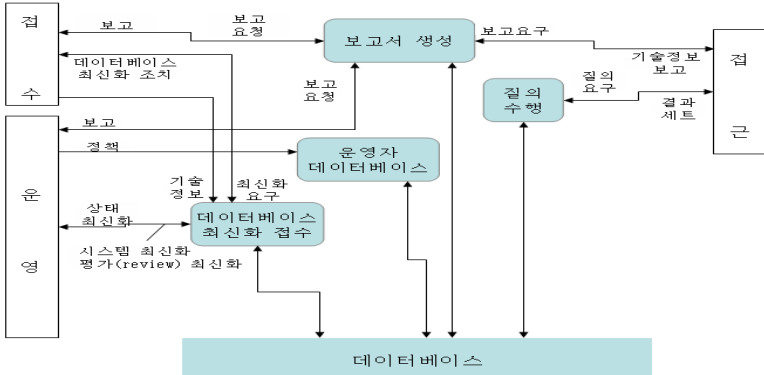 접
수
보고
보고
요청
보고서 생성
보고요구
기술정보
보고
접
근
데이터베이스
최신화 조치
보고
요청
질의
수행
질의
요구
결과
세트
운
영
보고
정책
운영자
데이터베이스
기술
정보
최신화
요구
상태
최신화
데이터베이스
최신화 접수
시스템 최신화
평가(review) 최신화
데이터베이스